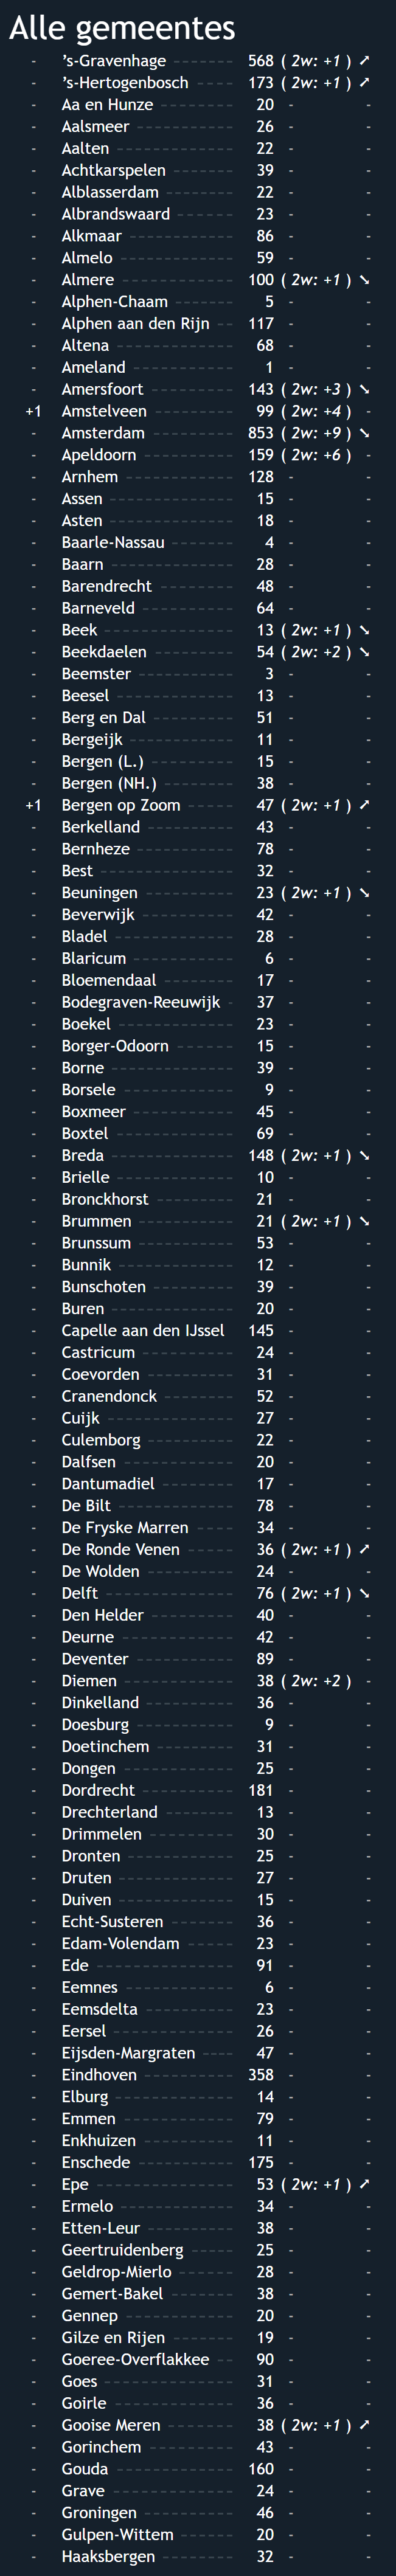 Alle gemeentes
- ’s-Gravenhage ------- 568 ( 2w: +1 ) ➚
- ’s-Hertogenbosch ----- 173 ( 2w: +1 ) ➚
- Aa en Hunze --------- 20 - -
- Aalsmeer ----------- 26 - -
- Aalten ------------- 22 - -
- Achtkarspelen -------- 39 - -
- Alblasserdam -------- 22 - -
- Albrandswaard ------- 23 - -
- Alkmaar ------------ 86 - -
- Almelo ------------- 59 - -
- Almere ------------- 100 ( 2w: +1 ) ➘
- Alphen-Chaam ------- 5 - -
- Alphen aan den Rijn -- 117 - -
- Altena ------------- 68 - -
- Ameland ----------- 1 - -
- Amersfoort ---------- 143 ( 2w: +3 ) ➘
+1 Amstelveen ---------- 99 ( 2w: +4 ) -
- Amsterdam ---------- 853 ( 2w: +9 ) ➘
- Apeldoorn ----------- 159 ( 2w: +6 ) -
- Arnhem ------------ 128 - -
- Assen -------------- 15 - -
- Asten -------------- 18 - -
- Baarle-Nassau -------- 4 - -
- Baarn -------------- 28 - -
- Barendrecht --------- 48 - -
- Barneveld ----------- 64 - -
- Beek --------------- 13 ( 2w: +1 ) ➘
- Beekdaelen ---------- 54 ( 2w: +2 ) ➘
- Beemster ----------- 3 - -
- Beesel ------------- 13 - -
- Berg en Dal ---------- 51 - -
- Bergeijk ------------ 11 - -
- Bergen (L.) ---------- 15 - -
- Bergen (NH.) -------- 38 - -
+1 Bergen op Zoom ------ 47 ( 2w: +1 ) ➚
- Berkelland ---------- 43 - -
- Bernheze ----------- 78 - -
- Best --------------- 32 - -
- Beuningen ---------- 23 ( 2w: +1 ) ➘
- Beverwijk ----------- 42 - -
- Bladel ------------- 28 - -
- Blaricum ------------ 6 - -
- Bloemendaal -------- 17 - -
- Bodegraven-Reeuwijk - 37 - -
- Boekel ------------- 23 - -
- Borger-Odoorn ------- 15 - -
- Borne -------------- 39 - -
- Borsele ------------ 9 - -
- Boxmeer ----------- 45 - -
- Boxtel ------------- 69 - -
- Breda -------------- 148 ( 2w: +1 ) ➘
- Brielle ------------- 10 - -
- Bronckhorst --------- 21 - -
- Brummen ----------- 21 ( 2w: +1 ) ➘
- Brunssum ----------- 53 - -
- Bunnik ------------- 12 - -
- Bunschoten ---------- 39 - -
- Buren -------------- 20 - -
- Capelle aan den IJssel 145 - -
- Castricum ----------- 24 - -
- Coevorden ---------- 31 - -
- Cranendonck -------- 52 - -
- Cuijk -------------- 27 - -
- Culemborg ---------- 22 - -
- Dalfsen ------------ 20 - -
- Dantumadiel --------- 17 - -
- De Bilt ------------- 78 - -
- De Fryske Marren ---- 34 - -
- De Ronde Venen ------ 36 ( 2w: +1 ) ➚
- De Wolden ---------- 24 - -
- Delft -------------- 76 ( 2w: +1 ) ➘
- Den Helder ---------- 40 - -
- Deurne ------------- 42 - -
- Deventer ----------- 89 - -
- Diemen ------------ 38 ( 2w: +2 ) -
- Dinkelland ---------- 36 - -
- Doesburg ----------- 9 - -
- Doetinchem --------- 31 - -
- Dongen ------------ 25 - -
- Dordrecht ----------- 181 - -
- Drechterland -------- 13 - -
- Drimmelen ---------- 30 - -
- Dronten ------------ 25 - -
- Druten ------------- 27 - -
- Duiven ------------- 15 - -
- Echt-Susteren -------- 36 - -
- Edam-Volendam ------ 23 - -
- Ede --------------- 91 - -
- Eemnes ------------ 6 - -
- Eemsdelta ----------- 23 - -
- Eersel ------------- 26 - -
- Eijsden-Margraten ---- 47 - -
- Eindhoven ----------- 358 - -
- Elburg ------------- 14 - -
- Emmen ------------ 79 - -
- Enkhuizen ---------- 11 - -
- Enschede ----------- 175 - -
- Epe --------------- 53 ( 2w: +1 ) ➚
- Ermelo ------------- 34 - -
- Etten-Leur ---------- 38 - -
- Geertruidenberg ----- 25 - -
- Geldrop-Mierlo ------- 28 - -
- Gemert-Bakel -------- 38 - -
- Gennep ------------ 20 - -
- Gilze en Rijen ------- 19 - -
- Goeree-Overflakkee -- 90 - -
- Goes -------------- 31 - -
- Goirle ------------- 36 - -
- Gooise Meren -------- 38 ( 2w: +1 ) ➚
- Gorinchem ---------- 43 - -
- Gouda ------------- 160 - -
- Grave -------------- 24 - -
- Groningen ---------- 46 - -
- Gulpen-Wittem ------- 20 - -
- Haaksbergen --------- 32 - -